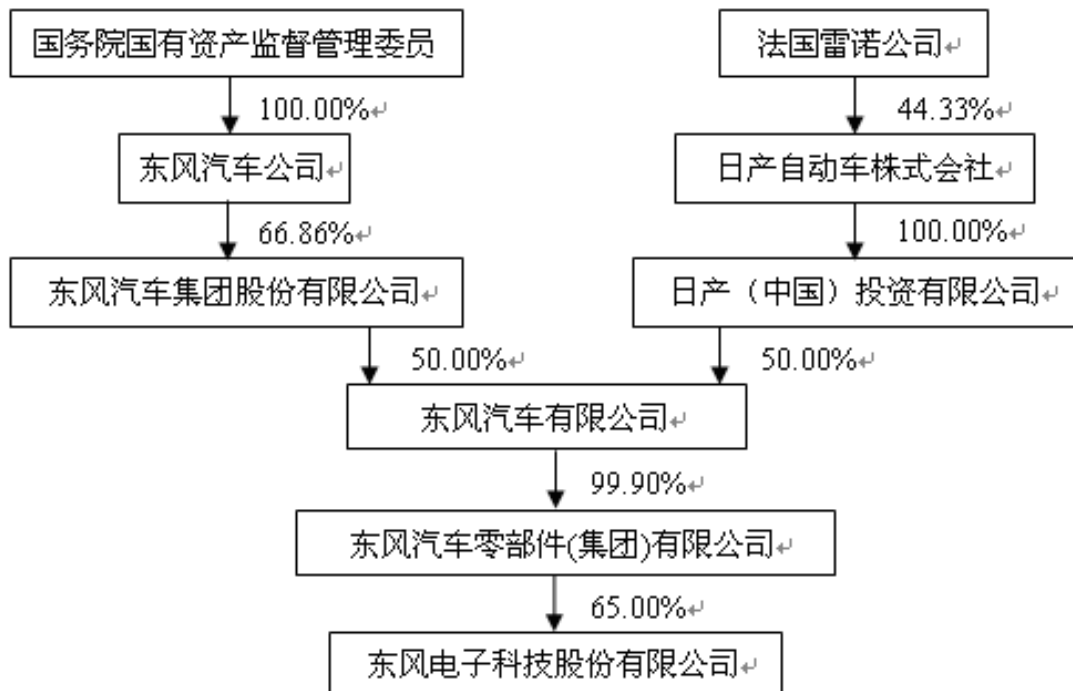 国务院国有资产监督管理委员
法国雷诺公司
100.00%
44.33%
东风汽车公司
日产自动车株式会社
66.86%
100.00%
东风汽车集团股份有限公司
日产（中国）投资有限公司
50.00%
50.00%
东风汽车有限公司
99.90%
东风汽车零部件(集团)有限公司
65.00%
东风电子科技股份有限公司